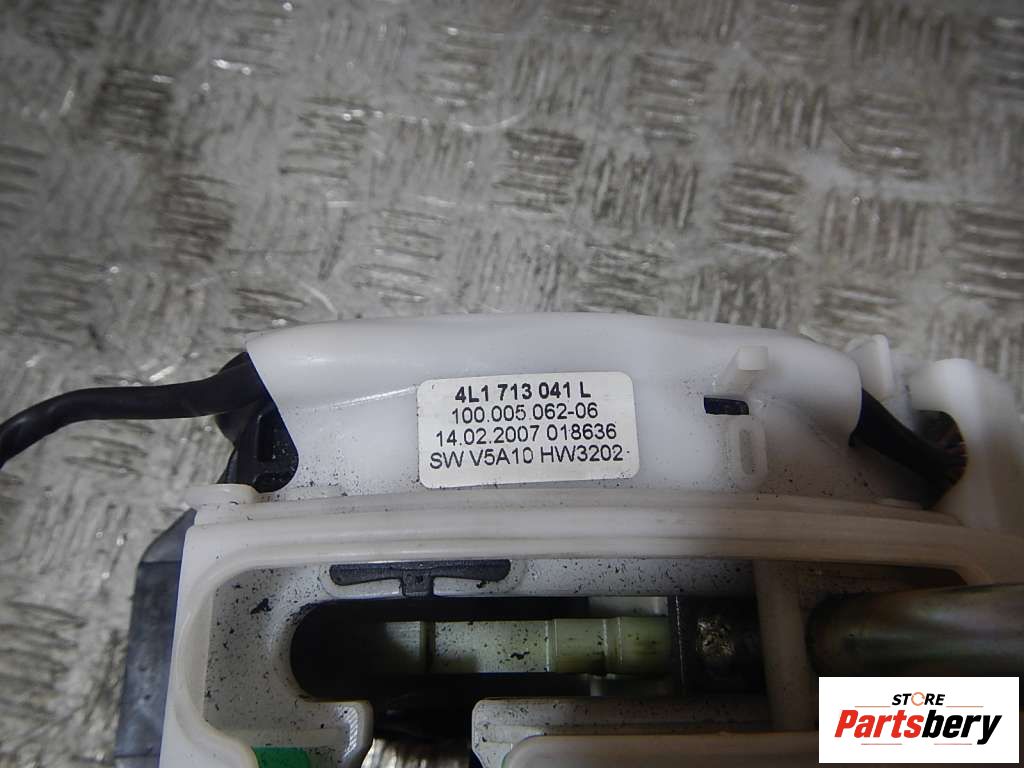 4L1 713 041 L
100.005.062-06
14.02.2007 018636
SW V5A10 HW3202
STORE
Partsbery